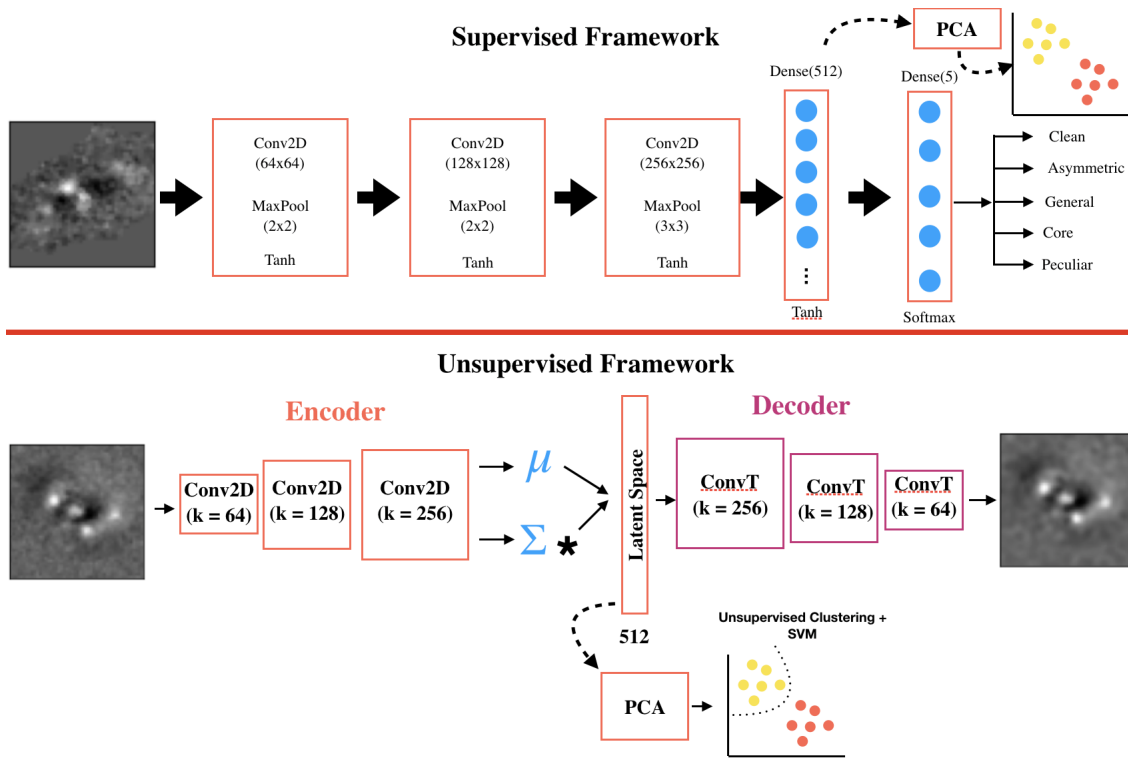 Supervised Framework
PCA
Dense(512)
Dense(5)
Conv2D
(64x64)
MaxPool
(2x2)
Tanh
Conv2D
(128x128)
MaxPool
(2x2)
Tanh
Conv2D
(256x256)
MaxPool
(3x3)
Tanh
...
Tanh
Softmax
Clean
Asymmetric
General
Core
Peculiar
Unsupervised Framework
Encoder
Decoder
Conv2D
(k = 64)
Conv2D
(k = 128)
Conv2D
(k = 256)
μ
Σ *
Latent Space
512
ConvT
(k = 256)
ConvT
(k = 128)
ConvT
(k = 64)
PCA
Unsupervised Clustering +
SVM